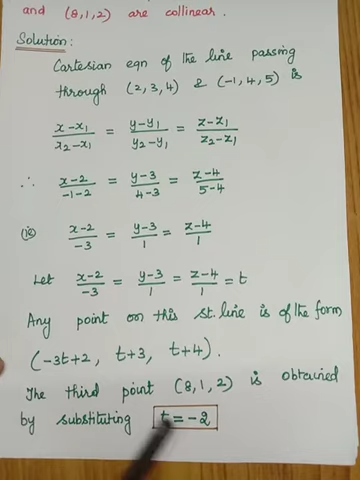 and (8,1,2) are collinear.
Solution:
Cartesian eqn of the line passing
through (2,3,4) & (-1,4,5) is
x-x₁/x₂-x₁ = y-y₁/y₂-y₁ = z-z₁/z₂-z₁
∴ x-2/-1-2 = y-3/4-3 = z-4/5-4
(ie) x-2/-3 = y-3/1 = z-4/1
Let x-2/-3 = y-3/1 = z-4/1 = t
Any point on this st. line is of the form
(-3t+2, t+3, t+4).
The third point (8,1,2) is obtained
by substituting t = -2